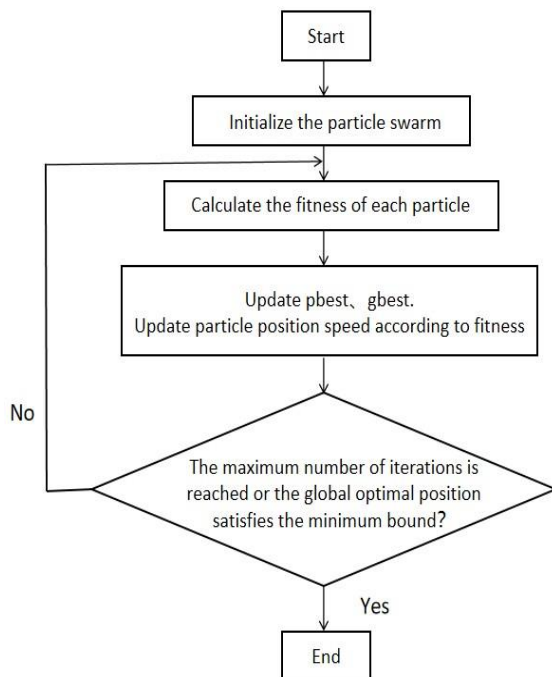 Start
Initialize the particle swarm
Calculate the fitness of each particle
Update pbest、gbest.
Update particle position speed according to fitness
No
The maximum number of iterations is
reached or the global optimal position
satisfies the minimum bound?
Yes
End